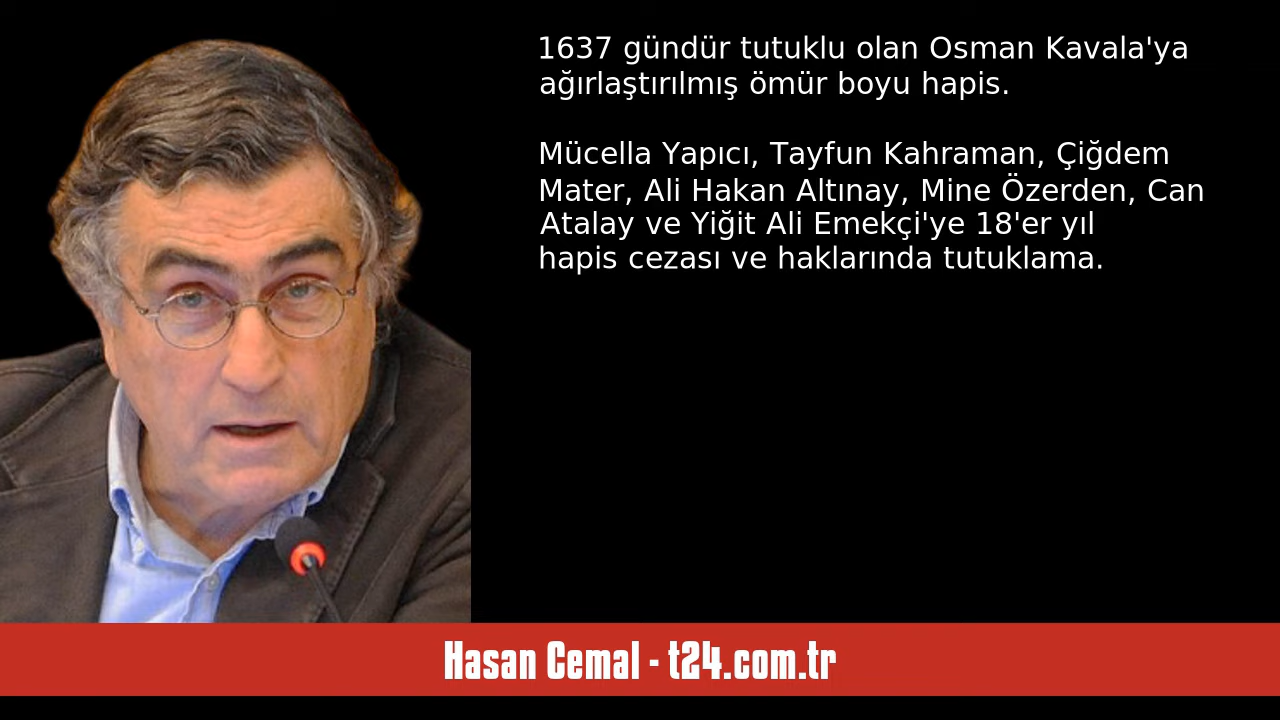 1637 gündür tutuklu olan Osman Kavala'ya
ağırlaştırılmış ömür boyu hapis.
Mücella Yapıcı, Tayfun Kahraman, Çiğdem
Mater, Ali Hakan Altınay, Mine Özerden, Can
Atalay ve Yiğit Ali Emekçi'ye 18'er yıl
hapis cezası ve haklarında tutuklama.
Hasan Cemal - t24.com.tr